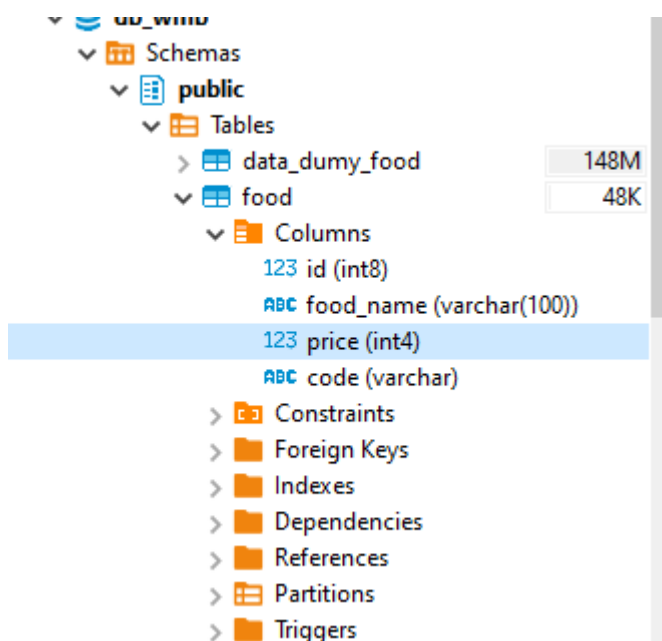 Schemas
public
Tables
data_dumy_food 148M
food 48K
Columns
123 id (int8)
ABC food_name (varchar(100))
123 price (int4)
ABC code (varchar)
Constraints
Foreign Keys
Indexes
Dependencies
References
Partitions
Triggers